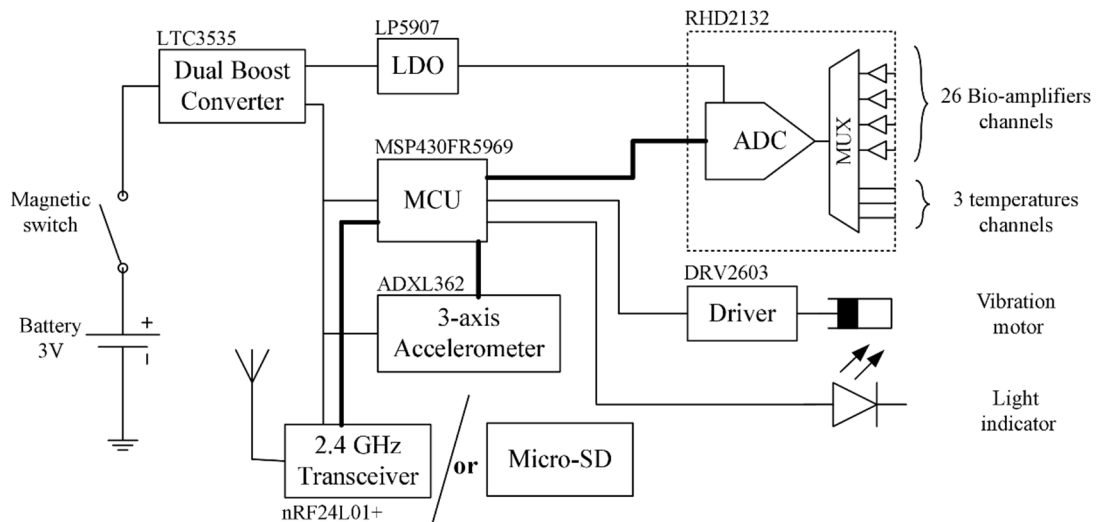 LTC3535
Dual Boost
Converter
LP5907
LDO
RHD2132
ADC
MUX
26 Bio-amplifiers
channels
3 temperatures
channels
MSP430FR5969
MCU
Magnetic
switch
Battery
3V
+
ADXL362
3-axis
Accelerometer
DRV2603
Driver
Vibration
motor
Light
indicator
2.4 GHz
Transceiver
nRF24L01+
or
Micro-SD